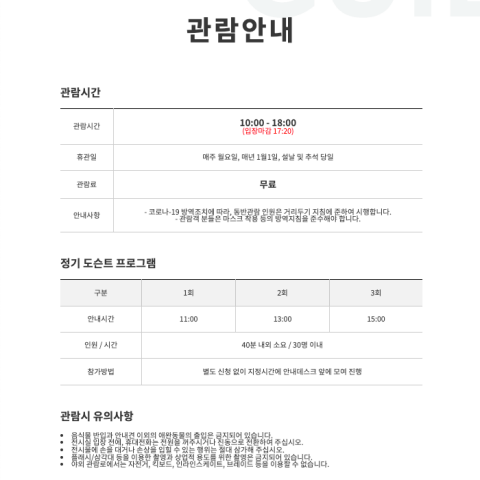 관람안내
관람시간
관람시간
10:00 - 18:00
(입장마감 17:20)
휴관일
매주 월요일, 매년 1월1일, 설날 및 추석 당일
관람료
무료
안내사항
- 코로나-19 방역조치에 따라, 동반관람 인원은 거리두기 지침에 준하여 시행합니다.
- 관람객 분들은 마스크 착용 등의 방역지침을 준수해야 합니다.
정기 도슨트 프로그램
구분 1회 2회 3회
안내시간 11:00 13:00 15:00
인원 / 시간 40분 내외 소요 / 30명 이내
참가방법 별도 신청 없이 지정시간에 안내데스크 앞에 모여 진행
관람시 유의사항
• 음식물 반입과 안내견 이외의 애완동물의 출입은 금지되어 있습니다.
• 전시실 입장 전에, 휴대전화는 전원을 꺼주시거나 진동으로 전환하여 주십시오.
• 전시물에 손을 대거나 손상을 입힐 수 있는 행위는 절대 삼가해 주십시오.
• 플래시/삼각대 등을 이용한 촬영과 상업적 용도를 위한 촬영은 금지되어 있습니다.
• 야외 관람로에서는 자전거, 킥보드, 인라인스케이트, 브레이드 등을 이용할 수 없습니다.